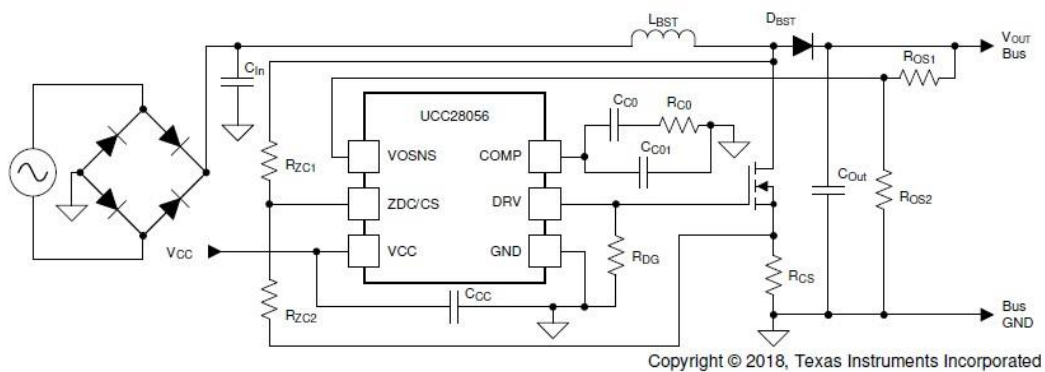 LBST
DBST
VOUT
Bus
CIn
ROS1
UCC28056
CC0
RC0
VOSNS
COMP
CC01
RZC1
ZDC/CS
DRV
COut
ROS2
VCC
VCC
GND
RDG
RCS
CCC
RZC2
Bus
GND
Copyright © 2018, Texas Instruments Incorporated